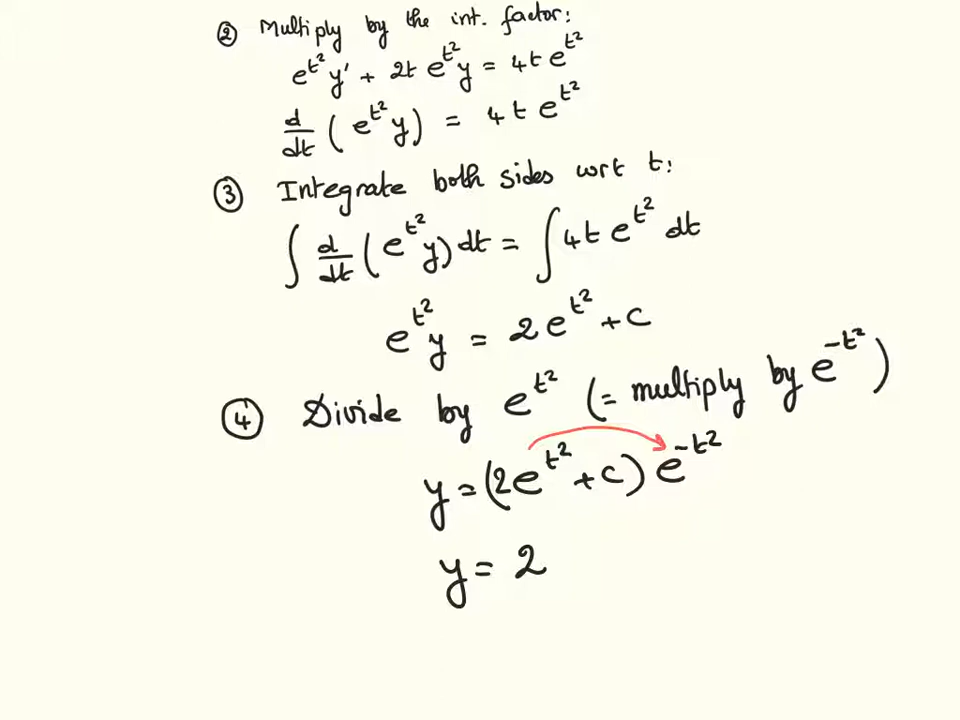 ② Multiply by the int. factor:
e^{t²} y' + 2t e^{t²} y = 4t e^{t²}
d/dt (e^{t²} y) = 4t e^{t²}
③ Integrate both sides wrt t:
∫ d/dt (e^{t²} y) dt = ∫ 4t e^{t²} dt
e^{t²} y = 2e^{t²} + c
④ Divide by e^{t²} (= multiply by e^{-t²})
y = (2e^{t²} + c) e^{-t²}
y = 2